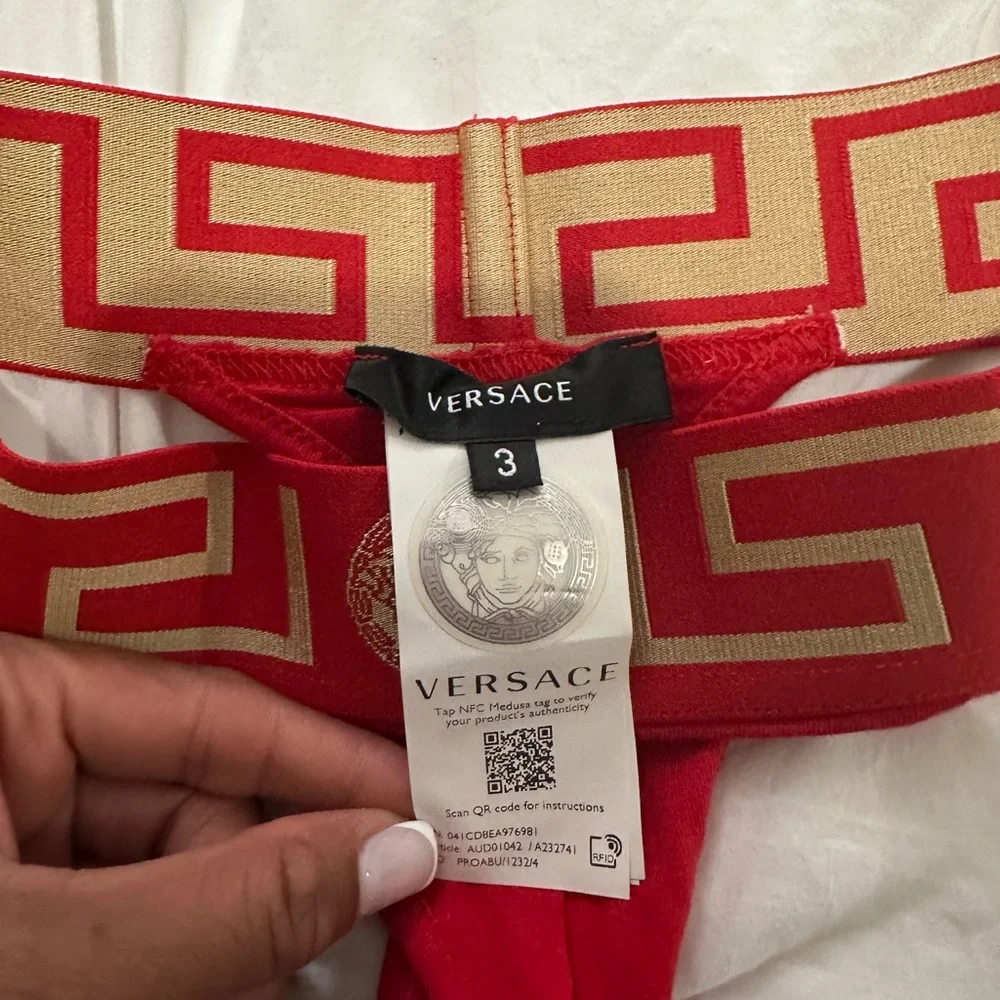 VERSACE
3
VERSACE
Tap NFC Medusa tag to verify
your product's authenticity
Scan QR code for instructions
041CD8EA976981
AUD01042 /A232741
PROABU/1232/4
RFID